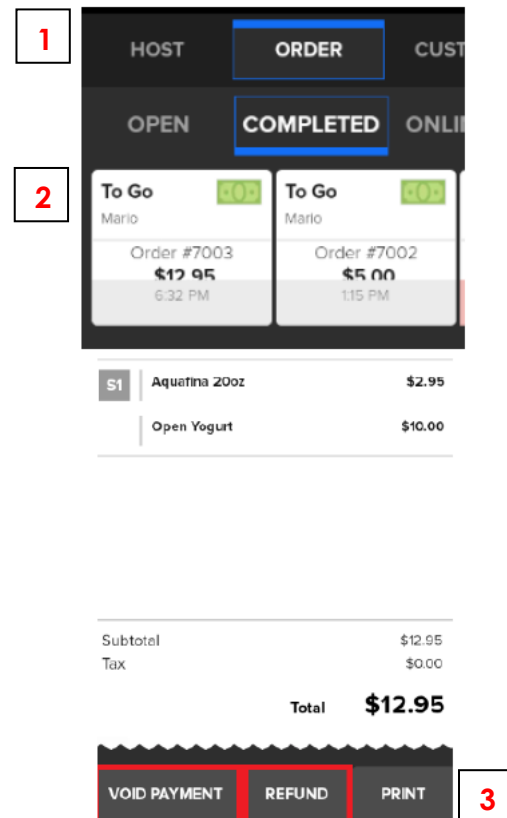 1
HOST ORDER CUST
OPEN COMPLETED ONLI
2
To Go To Go
Mario Mario
Order #7003 Order #7002
$12.95 $5.00
6:32 PM 1:15 PM
S1 Aquafina 20oz $2.95
Open Yogurt $10.00
Subtotal $12.95
Tax $0.00
Total $12.95
VOID PAYMENT REFUND PRINT 3